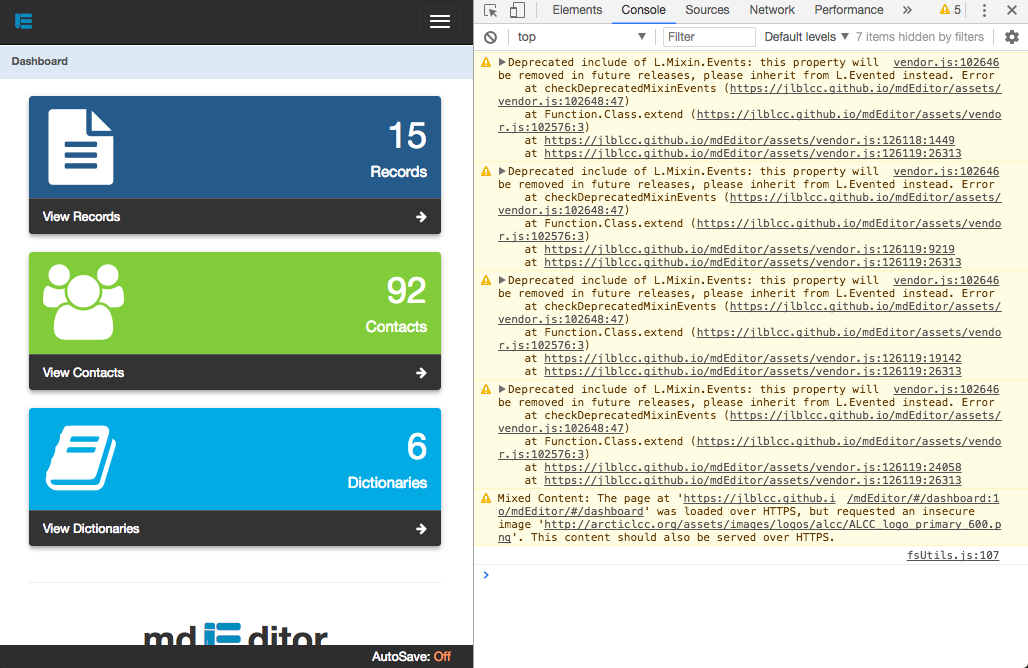 Elements Console Sources Network Performance » 5
top Filter Default levels 7 items hidden by filters
Dashboard
15
Records
View Records
92
Contacts
View Contacts
6
Dictionaries
View Dictionaries
mdEditor
AutoSave: Off
Deprecated include of L.Mixin.Events: this property will vendor.js:102646
be removed in future releases, please inherit from L.Evented instead. Error
at checkDeprecatedMixinEvents (https://jlblcc.github.io/mdEditor/assets/
vendor.js:102648:47)
at Function.Class.extend (https://jlblcc.github.io/mdEditor/assets/vendo
r.js:102576:3)
at https://jlblcc.github.io/mdEditor/assets/vendor.js:126118:1449
at https://jlblcc.github.io/mdEditor/assets/vendor.js:126119:26313
Deprecated include of L.Mixin.Events: this property will vendor.js:102646
be removed in future releases, please inherit from L.Evented instead. Error
at checkDeprecatedMixinEvents (https://jlblcc.github.io/mdEditor/assets/
vendor.js:102648:47)
at Function.Class.extend (https://jlblcc.github.io/mdEditor/assets/vendo
r.js:102576:3)
at https://jlblcc.github.io/mdEditor/assets/vendor.js:126119:9219
at https://jlblcc.github.io/mdEditor/assets/vendor.js:126119:26313
Deprecated include of L.Mixin.Events: this property will vendor.js:102646
be removed in future releases, please inherit from L.Evented instead. Error
at checkDeprecatedMixinEvents (https://jlblcc.github.io/mdEditor/assets/
vendor.js:102648:47)
at Function.Class.extend (https://jlblcc.github.io/mdEditor/assets/vendo
r.js:102576:3)
at https://jlblcc.github.io/mdEditor/assets/vendor.js:126119:19142
at https://jlblcc.github.io/mdEditor/assets/vendor.js:126119:26313
Deprecated include of L.Mixin.Events: this property will vendor.js:102646
be removed in future releases, please inherit from L.Evented instead. Error
at checkDeprecatedMixinEvents (https://jlblcc.github.io/mdEditor/assets/
vendor.js:102648:47)
at Function.Class.extend (https://jlblcc.github.io/mdEditor/assets/vendo
r.js:102576:3)
at https://jlblcc.github.io/mdEditor/assets/vendor.js:126119:24058
at https://jlblcc.github.io/mdEditor/assets/vendor.js:126119:26313
Mixed Content: The page at 'https://jlblcc.github.i /mdEditor/#/dashboard:1
o/mdEditor/#/dashboard' was loaded over HTTPS, but requested an insecure
image 'http://arcticlcc.org/assets/images/logos/alcc/ALCC_logo_primary_600.p
ng'. This content should also be served over HTTPS.
fsUtils.js:107